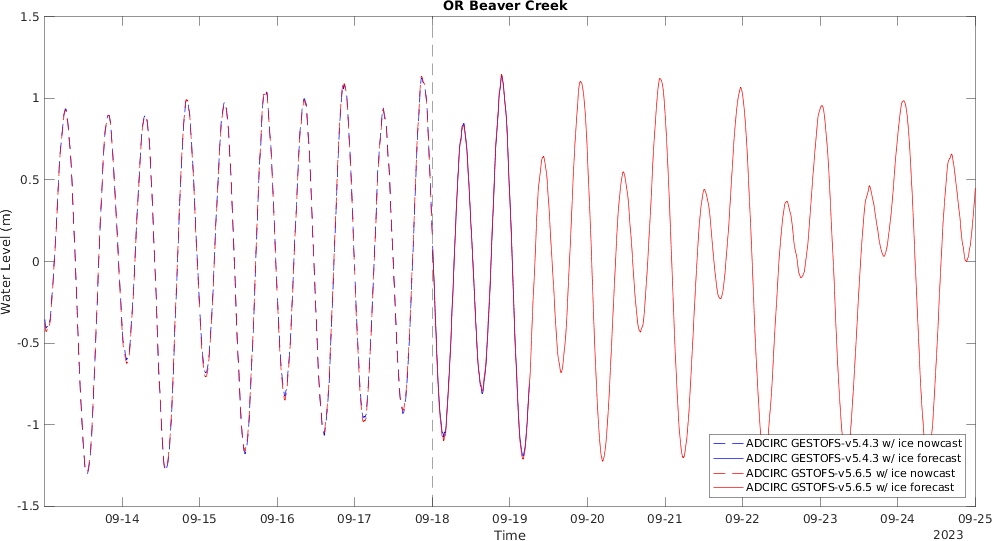 OR Beaver Creek
1.5
1
0.5
0
-0.5
-1
-1.5
Water Level (m)
ADCIRC GESTOFS-v5.4.3 w/ ice nowcast
ADCIRC GESTOFS-v5.4.3 w/ ice forecast
ADCIRC GSTOFS-v5.6.5 w/ ice nowcast
ADCIRC GSTOFS-v5.6.5 w/ ice forecast
09-14 09-15 09-16 09-17 09-18 09-19 09-20 09-21 09-22 09-23 09-24 09-25
Time
2023